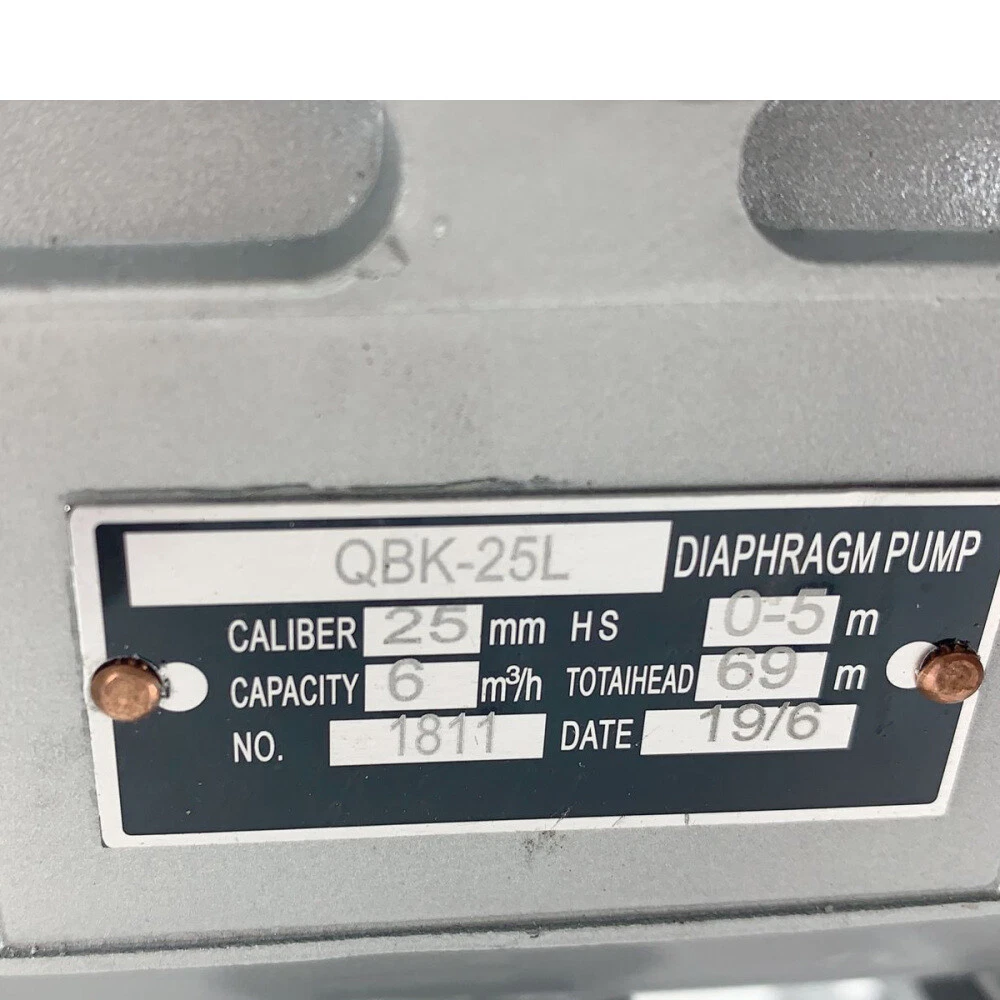 QBK-25L DIAPHRAGM PUMP
CALIBER 25 mm HS 0-5 m
CAPACITY 6 m³/h TOTAIHEAD 69 m
NO. 1811 DATE 19/6